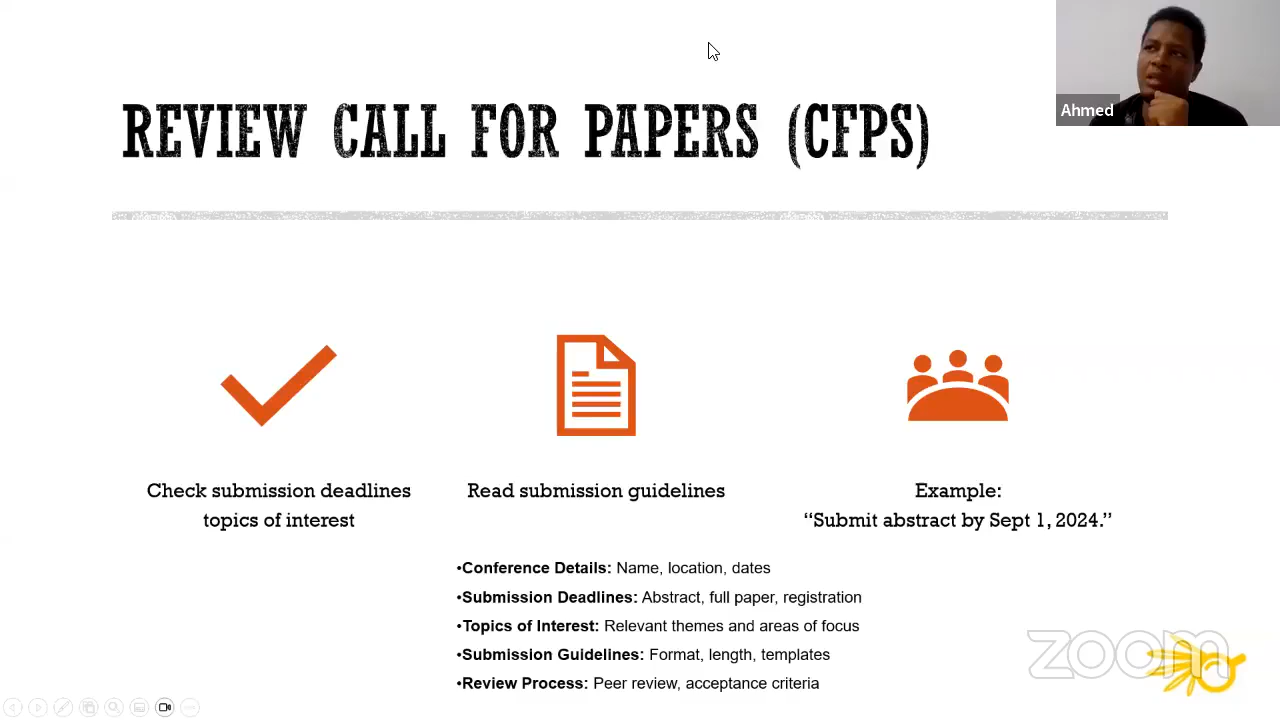 REVIEW CALL FOR PAPERS (CFPS)
Ahmed
Check submission deadlines
topics of interest
Read submission guidelines
Example:
“Submit abstract by Sept 1, 2024.”
•Conference Details: Name, location, dates
•Submission Deadlines: Abstract, full paper, registration
•Topics of Interest: Relevant themes and areas of focus
•Submission Guidelines: Format, length, templates
•Review Process: Peer review, acceptance criteria
zoom